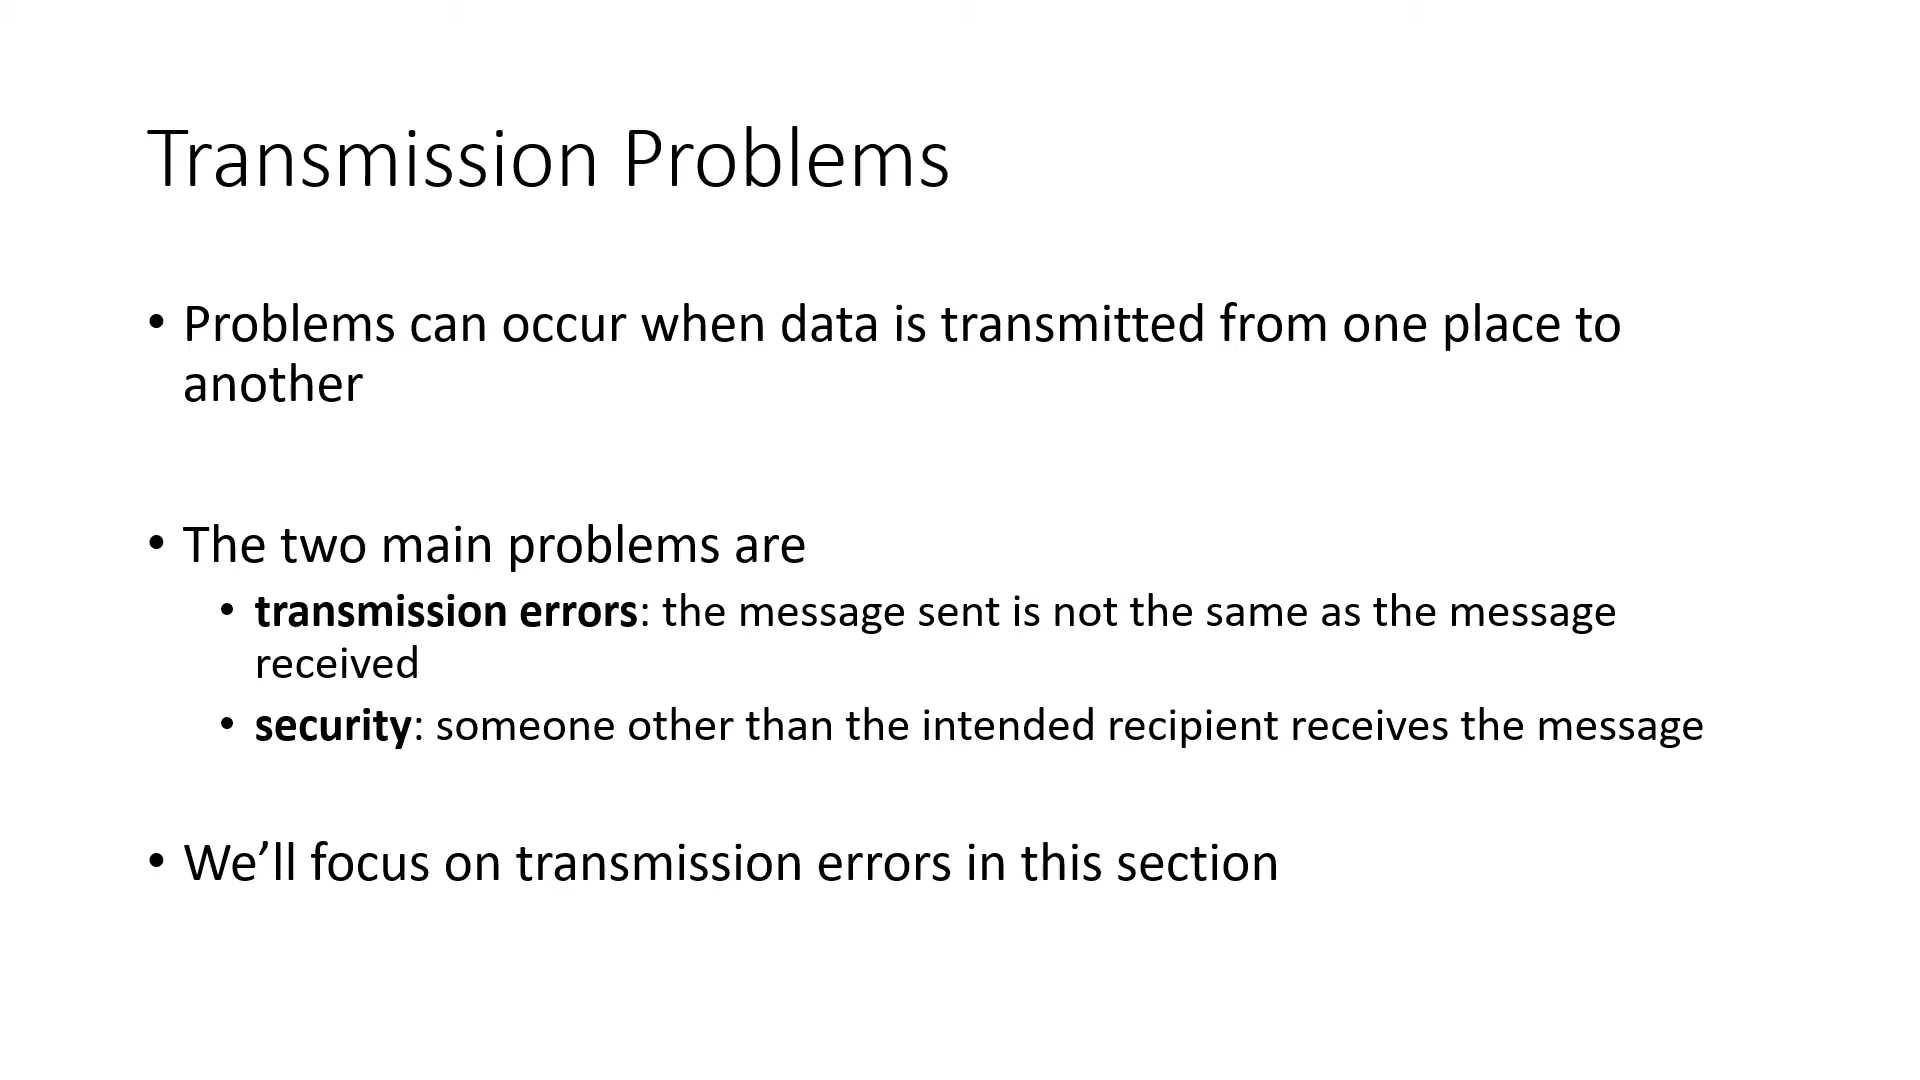 Transmission Problems
• Problems can occur when data is transmitted from one place to
another
• The two main problems are
• transmission errors: the message sent is not the same as the message
received
• security: someone other than the intended recipient receives the message
• We’ll focus on transmission errors in this section